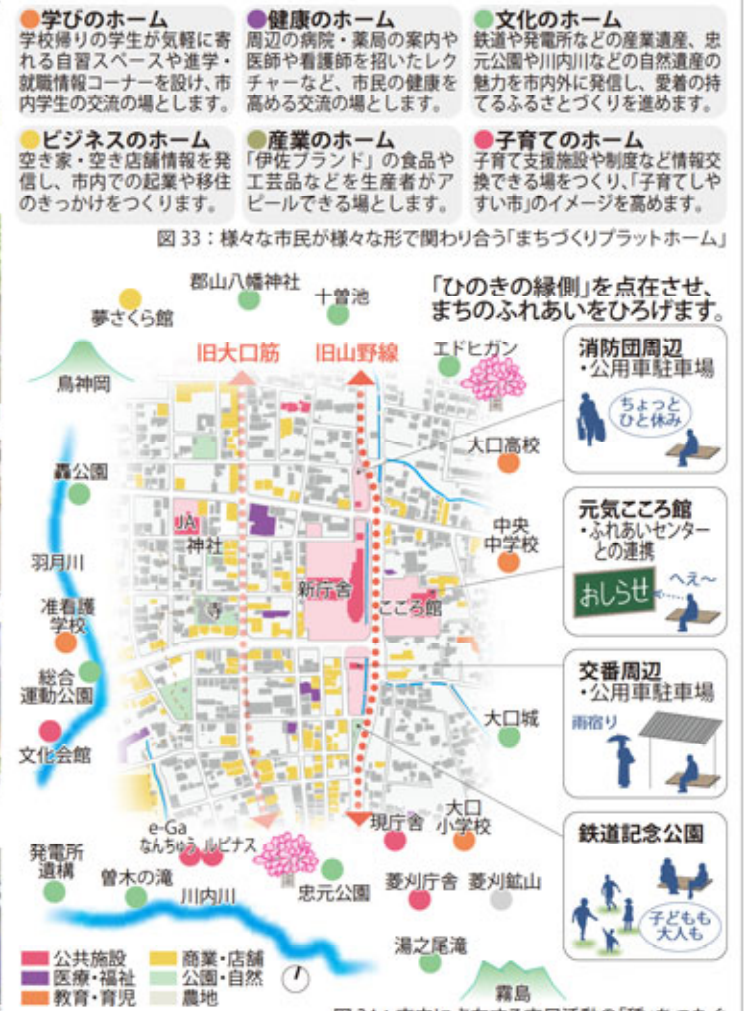 学びのホーム
学校帰りの学生が気軽に寄
れる自習スペースや進学・
就職情報コーナーを設け、市
内学生の交流の場とします。
健康のホーム
周辺の病院・薬局の案内や
医師や看護師を招いたレク
チャーなど、市民の健康を
高める交流の場とします。
文化のホーム
鉄道や発電所などの産業遺産、忠
元公園や川内川などの自然遺産の
魅力を市内外に発信し、愛着の持
てるふるさとづくりを進めます。
ビジネスのホーム
空き家・空き店舗情報を発
信し、市内での起業や移住
のきっかけをつくります。
産業のホーム
「伊佐ブランド」の食品や
工芸品などを生産者がア
ピールできる場とします。
子育てのホーム
子育て支援施設や制度など情報交
換できる場をつくり、「子育てしや
すい市」のイメージを高めます。
図33：様々な市民が様々な形で関わり合う「まちづくりプラットホーム」
「ひのきの縁側」を点在させ、
まちのふれあいをひろげます。
郡山八幡神社
十曽池
夢さくら館
旧大口筋
旧山野線
エドヒガン
鳥神岡
大口高校
轟公園
JA
神社
中央
中学校
羽月川
新庁舎
こころ館
准看護
学校
寺
総合
運動公園
大口城
文化会館
e-Ga
なんちゅう
ルピナス
現庁舎
大口
小学校
発電所
遺構
曽木の滝
川内川
忠元公園
菱刈庁舎
菱刈鉱山
湯之尾滝
霧島
消防団周辺
・公用車駐車場
ちょっと
ひと休み
元気こころ館
・ふれあいセンター
との連携
おしらせ
へえ～
交番周辺
・公用車駐車場
雨宿り
鉄道記念公園
子どもも
大人も
公共施設
商業・店舗
医療・福祉
公園・自然
教育・育児
農地